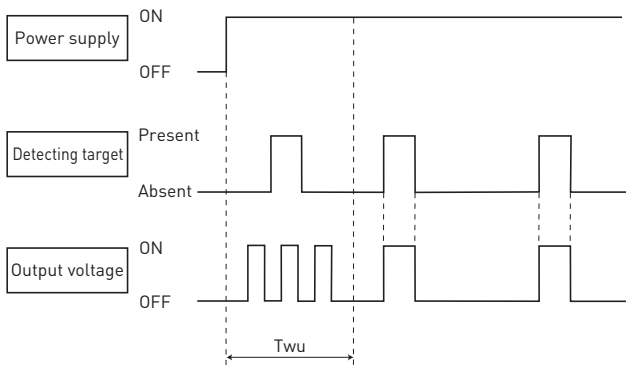 ON
Power supply
OFF
Present
Detecting target
Absent
ON
Output voltage
OFF
Twu